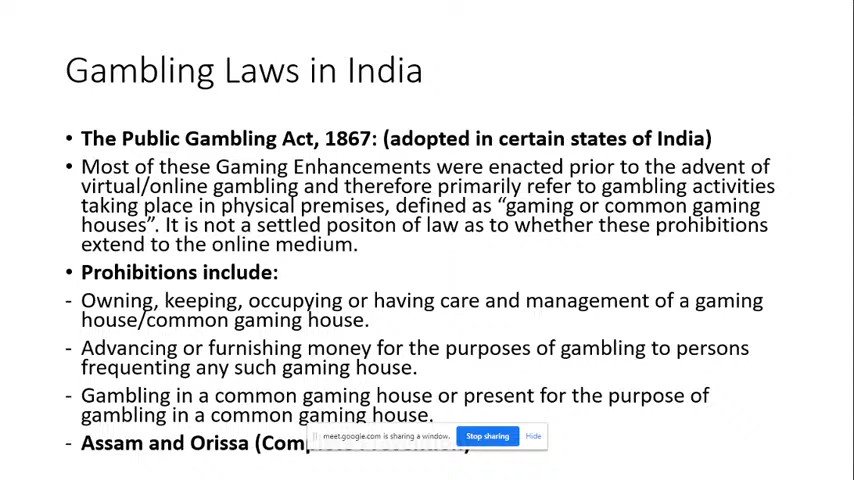 Gambling Laws in India
• The Public Gambling Act, 1867: (adopted in certain states of India)
• Most of these Gaming Enhancements were enacted prior to the advent of
virtual/online gambling and therefore primarily refer to gambling activities
taking place in physical premises, defined as “gaming or common gaming
houses”. It is not a settled positon of law as to whether these prohibitions
extend to the online medium.
• Prohibitions include:
- Owning, keeping, occupying or having care and management of a gaming
house/common gaming house.
- Advancing or furnishing money for the purposes of gambling to persons
frequenting any such gaming house.
- Gambling in a common gaming house or present for the purpose of
gambling in a common gaming house.
meet.google.com is sharing a window. Stop sharing Hide
- Assam and Orissa